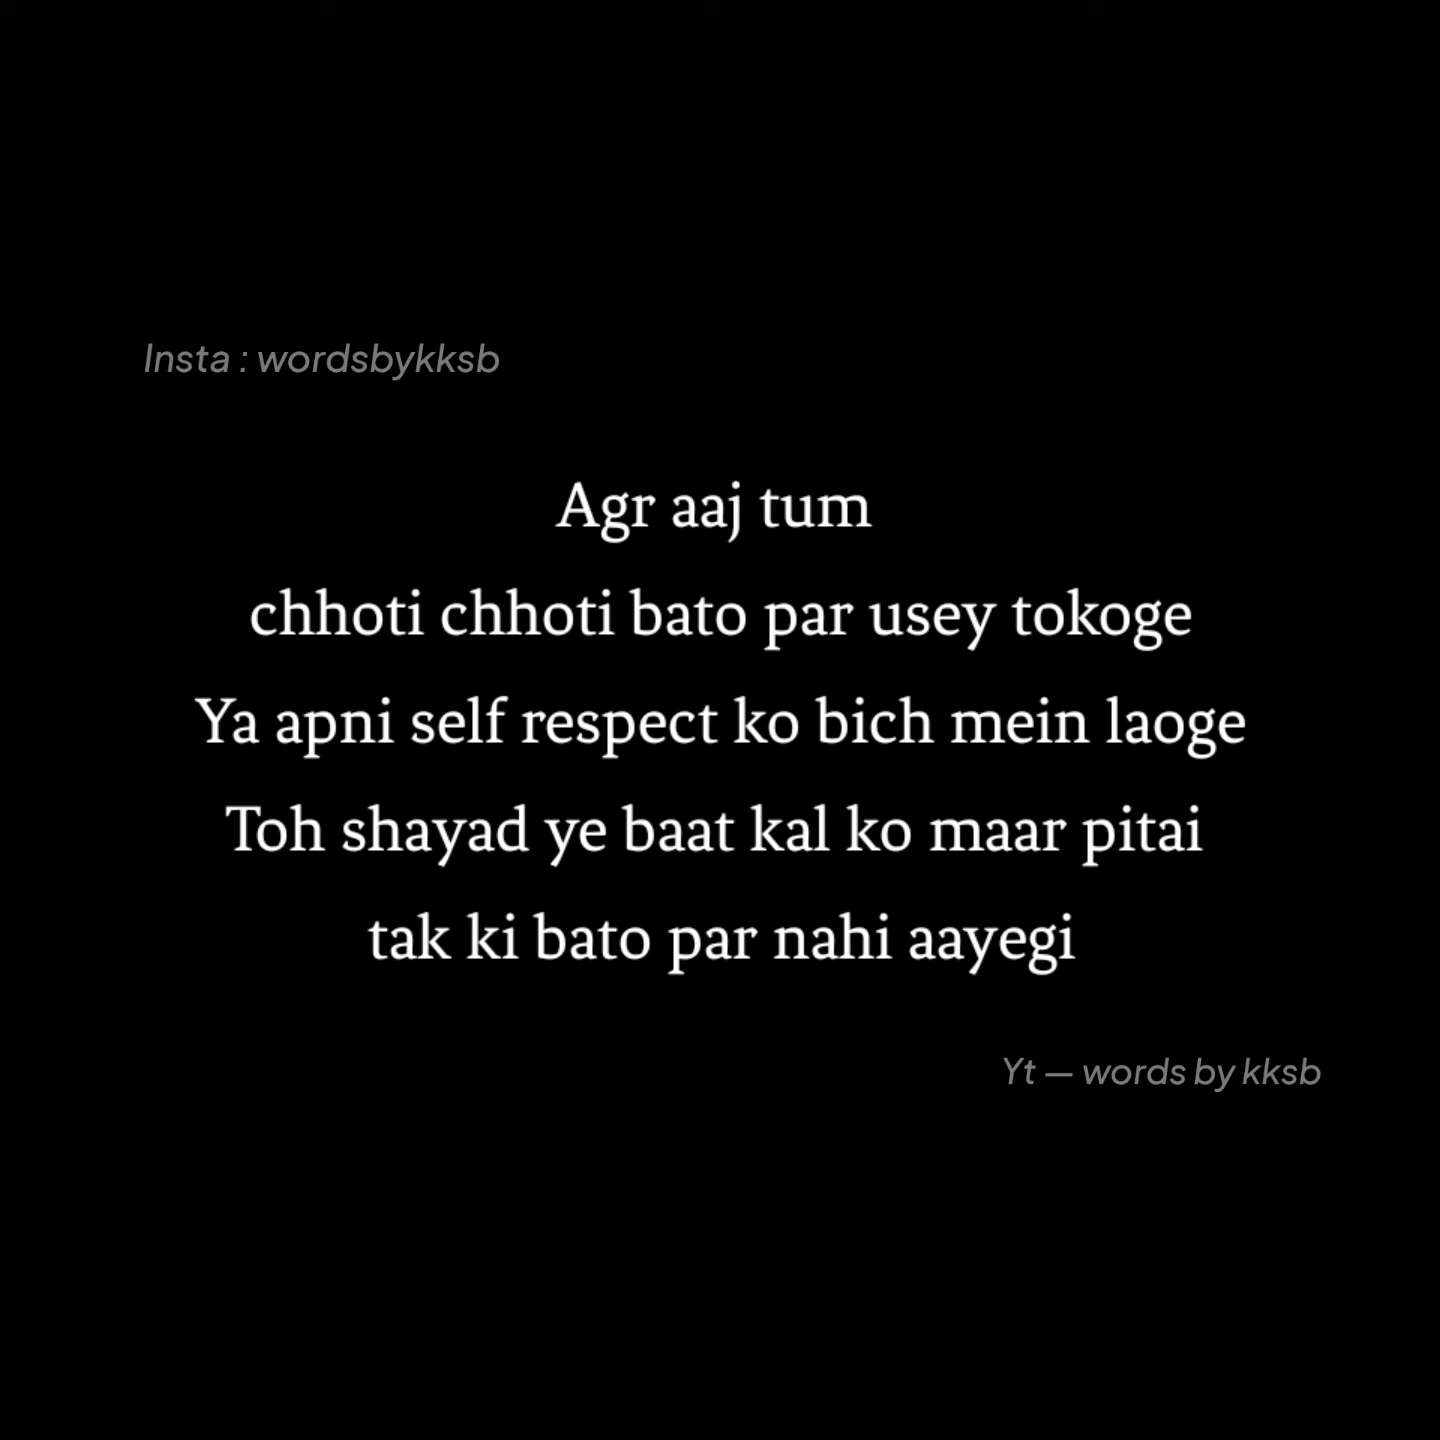 Insta : wordsbykksb
Agr aaj tum
chhoti chhoti bato par usey tokoge
Ya apni self respect ko bich mein laoge
Toh shayad ye baat kal ko maar pitai
tak ki bato par nahi aayegi
Yt — words by kksb